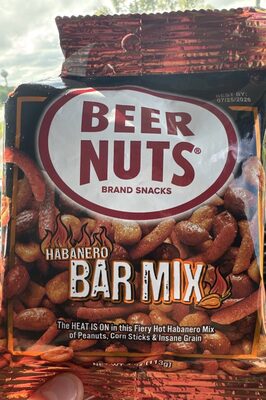 BEST BY:
07/25/2026
BEER
NUTS®
BRAND SNACKS
HABANERO
BAR MIX
The HEAT IS ON in this Fiery Hot Habanero Mix
of Peanuts, Corn Sticks & Insane Grain